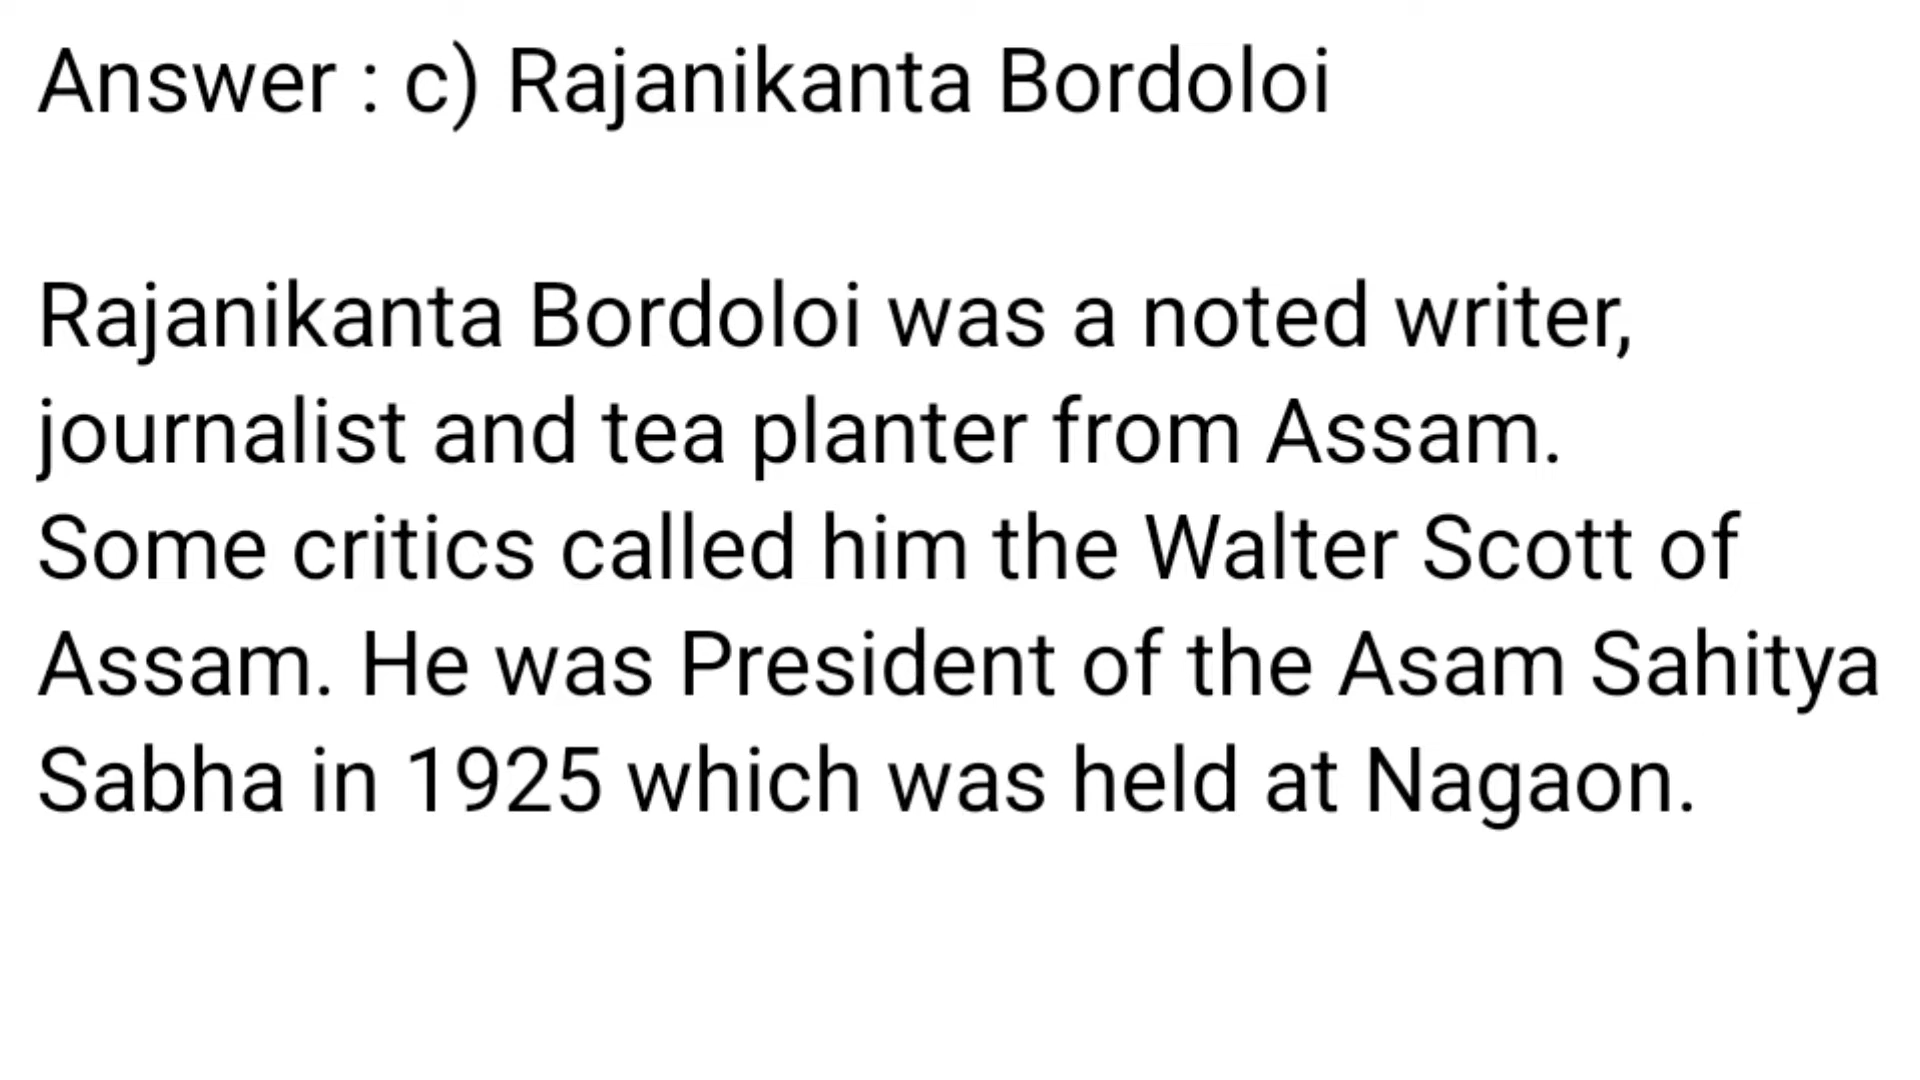 Answer : c) Rajanikanta Bordoloi
Rajanikanta Bordoloi was a noted writer,
journalist and tea planter from Assam.
Some critics called him the Walter Scott of
Assam. He was President of the Asam Sahitya
Sabha in 1925 which was held at Nagaon.